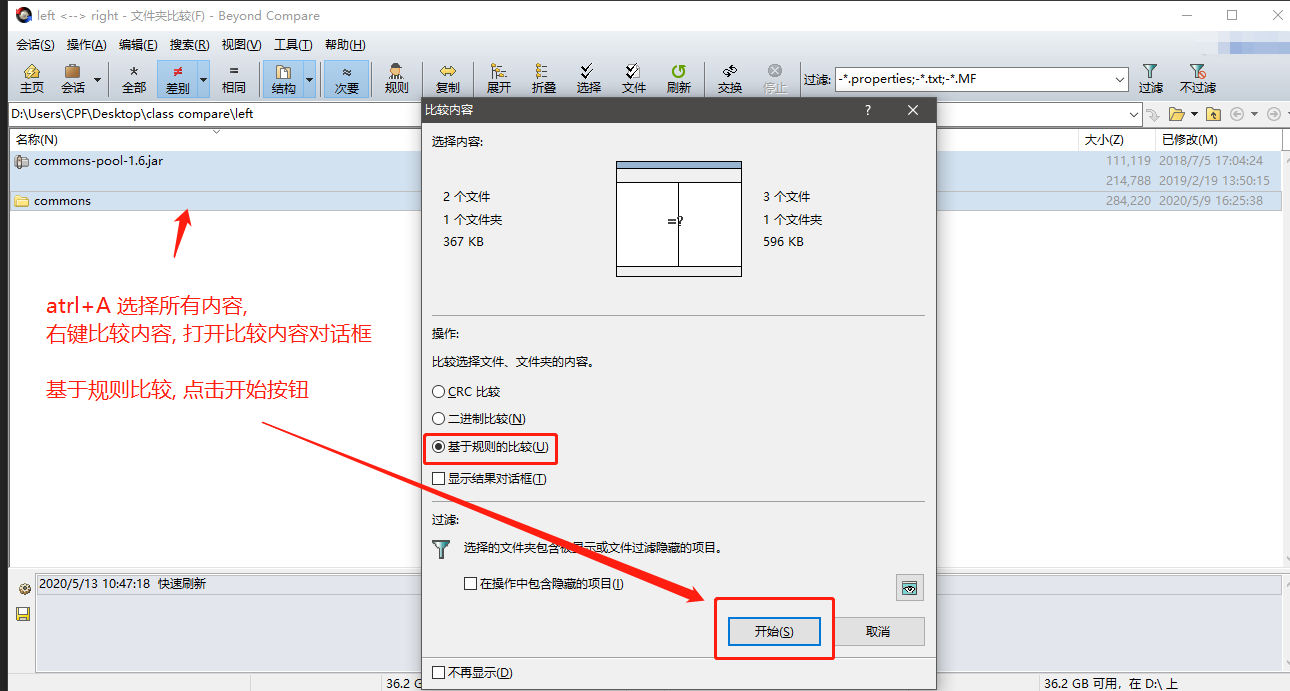 left <--> right - 文件夹比较(F) - Beyond Compare
会话(S) 操作(A) 编辑(E) 搜索(R) 视图(V) 工具(T) 帮助(H)
主页 会话 全部 差别 相同 结构 次要 规则 复制 展开 折叠 选择 文件 刷新 交换 停止 过滤: -*.properties;-*.txt;-*.MF 过滤 不过滤
D:\Users\CPF\Desktop\class compare\left
名称(N) 大小(Z) 已修改(M)
commons-pool-1.6.jar 111,119 2018/7/5 17:04:24
214,788 2019/2/19 13:50:15
commons 284,220 2020/5/9 16:25:38
atrl+A 选择所有内容,
右键比较内容, 打开比较内容对话框
基于规则比较, 点击开始按钮
比较内容 ?
选择内容:
2 个文件 3 个文件
1 个文件夹 =? 1 个文件夹
367 KB 596 KB
操作:
比较选择文件、文件夹的内容。
CRC 比较
二进制比较(N)
基于规则的比较(U)
显示结果对话框(T)
过滤:
选择的文件夹包含被显示或文件过滤隐藏的项目。
在操作中包含隐藏的项目(I)
开始(S) 取消
不再显示(D)
2020/5/13 10:47:18 快速刷新
36.2 G 36.2 GB 可用，在 D:\ 上